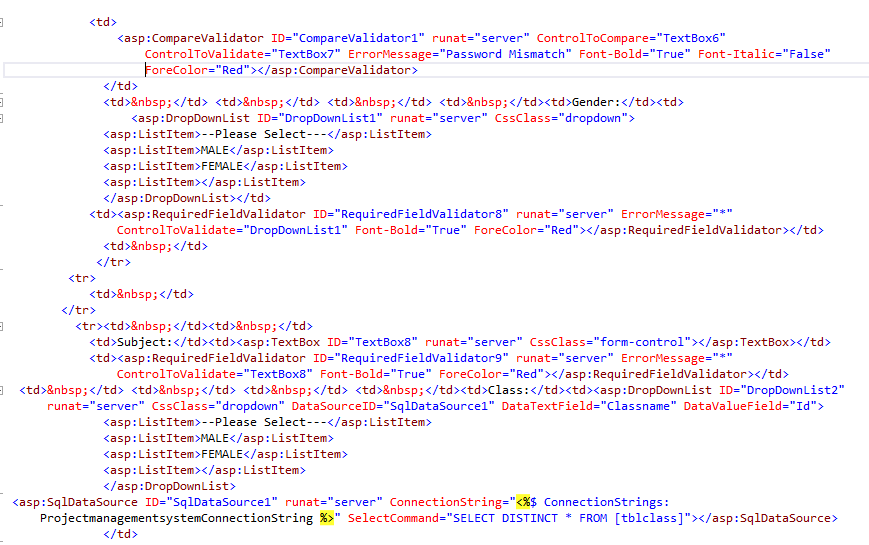 <td>
<asp:CompareValidator ID="CompareValidator1" runat="server" ControlToCompare="TextBox6"
ControlToValidate="TextBox7" ErrorMessage="Password Mismatch" Font-Bold="True" Font-Italic="False"
ForeColor="Red"></asp:CompareValidator>
</td>
<td>&nbsp;</td> <td>&nbsp;</td> <td>&nbsp;</td> <td>&nbsp;</td><td>Gender:</td><td>
<asp:DropDownList ID="DropDownList1" runat="server" CssClass="dropdown">
<asp:ListItem>--Please Select---</asp:ListItem>
<asp:ListItem>MALE</asp:ListItem>
<asp:ListItem>FEMALE</asp:ListItem>
<asp:ListItem></asp:ListItem>
</asp:DropDownList></td>
<td><asp:RequiredFieldValidator ID="RequiredFieldValidator8" runat="server" ErrorMessage="*"
ControlToValidate="DropDownList1" Font-Bold="True" ForeColor="Red"></asp:RequiredFieldValidator></td>
<td>&nbsp;</td>
</tr>
<tr>
<td>&nbsp;</td>
</tr>
<tr><td>&nbsp;</td><td>&nbsp;</td>
<td>Subject:</td><td><asp:TextBox ID="TextBox8" runat="server" CssClass="form-control"></asp:TextBox></td>
<td><asp:RequiredFieldValidator ID="RequiredFieldValidator9" runat="server" ErrorMessage="*"
ControlToValidate="TextBox8" Font-Bold="True" ForeColor="Red"></asp:RequiredFieldValidator></td>
<td>&nbsp;</td> <td>&nbsp;</td> <td>&nbsp;</td> <td>&nbsp;</td><td>Class:</td><td><asp:DropDownList ID="DropDownList2"
runat="server" CssClass="dropdown" DataSourceID="SqlDataSource1" DataTextField="Classname" DataValueField="Id">
<asp:ListItem>--Please Select---</asp:ListItem>
<asp:ListItem>MALE</asp:ListItem>
<asp:ListItem>FEMALE</asp:ListItem>
<asp:ListItem></asp:ListItem>
</asp:DropDownList>
<asp:SqlDataSource ID="SqlDataSource1" runat="server" ConnectionString="<%$ ConnectionStrings:
ProjectmanagementsystemConnectionString %>" SelectCommand="SELECT DISTINCT * FROM [tblclass]"></asp:SqlDataSource>
</td>